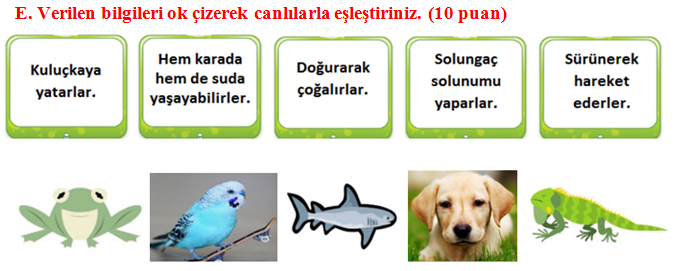 E. Verilen bilgileri ok çizerek canlılarla eşleştiriniz. (10 puan)
Kuluçkaya
yatarlar.
Hem karada
hem de suda
yaşayabilirler.
Doğurarak
çoğalırlar.
Solungaç
solunumu
yaparlar.
Sürünerek
hareket
ederler.